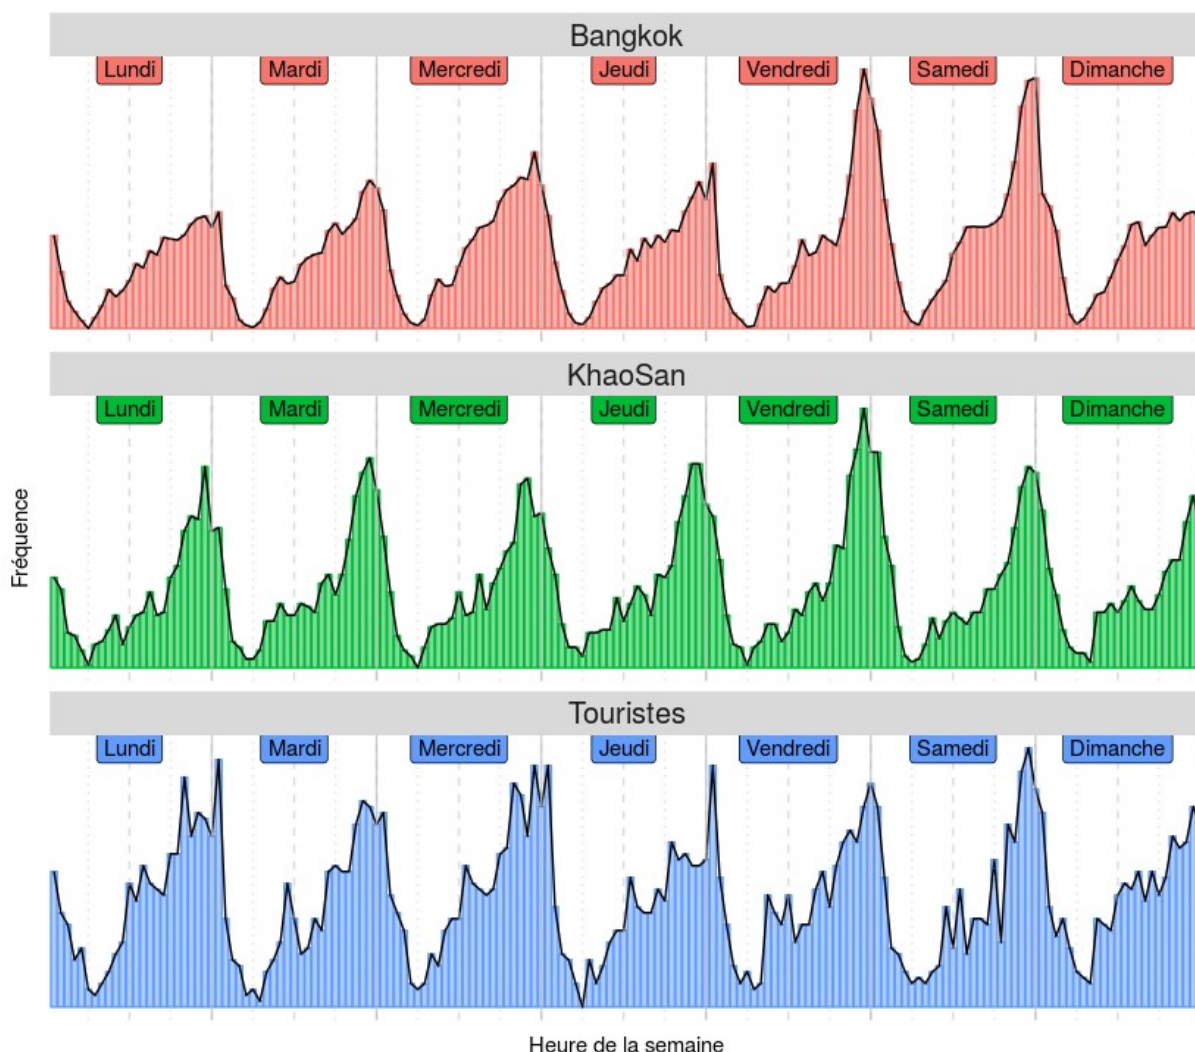 Bangkok
Lundi Mardi Mercredi Jeudi Vendredi Samedi Dimanche
KhaoSan
Lundi Mardi Mercredi Jeudi Vendredi Samedi Dimanche
Fréquence
Touristes
Lundi Mardi Mercredi Jeudi Vendredi Samedi Dimanche
Heure de la semaine